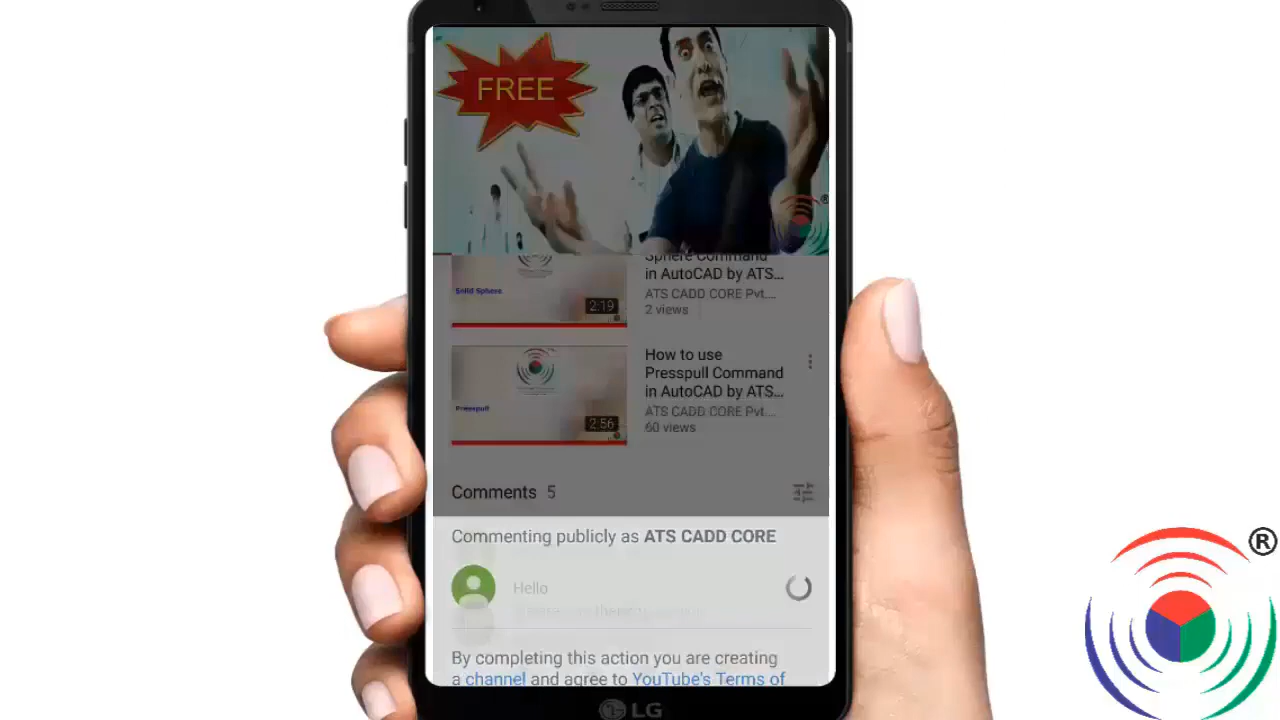 FREE
®
Sphere Command
in AutoCAD by ATS...
Solid Sphere
2:19
ATS CADD CORE Pvt....
2 views
How to use
Presspull Command
in AutoCAD by ATS...
Presspull
2:56
ATS CADD CORE Pvt....
60 views
Comments 5
Commenting publicly as ATS CADD CORE
Hello
By completing this action you are creating
a channel and agree to YouTube's Terms of
LG
®